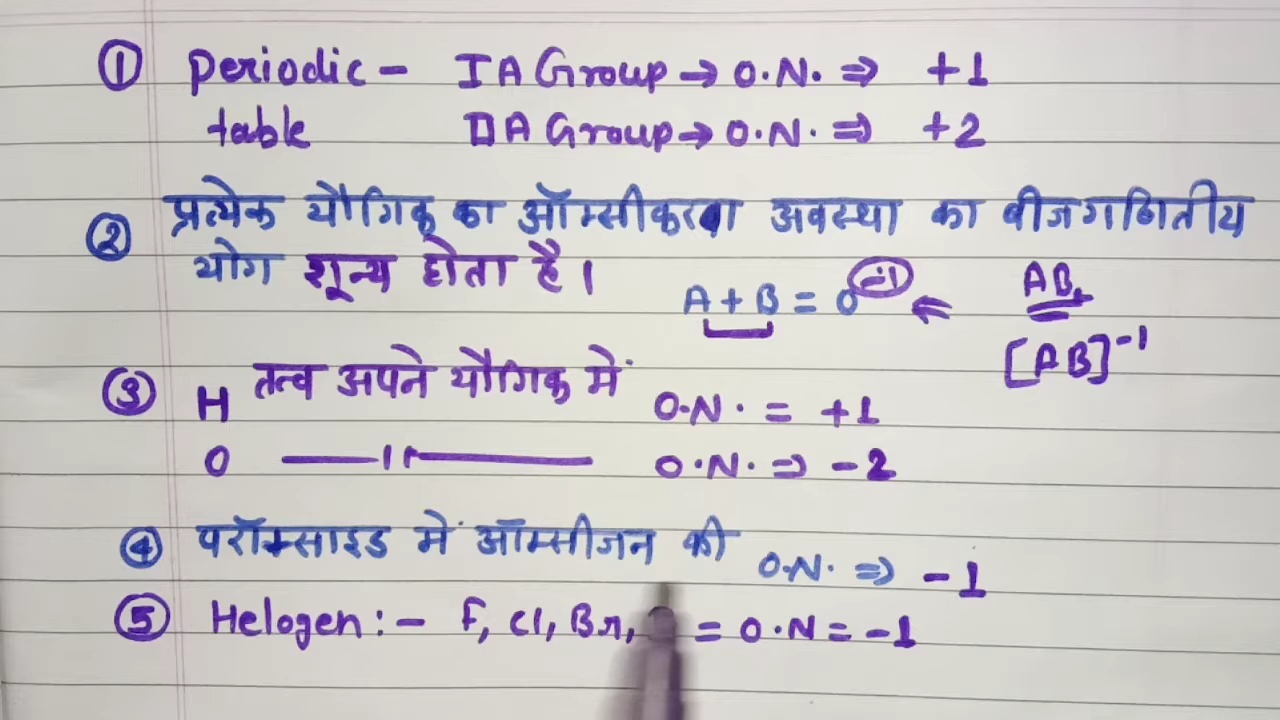 ① Periodic - IA Group → O.N. ⇒ +1
table IIA Group → O.N. ⇒ +2
② प्रत्येक यौगिक का ऑक्सीकरण अवस्था का बीजगणितीय
योग शून्य होता है।
A + B = 0 -1 ⇐ AB
[AB]⁻¹
③ H तत्व अपने यौगिक में O.N. = +1
O —— 11 —— O.N. ⇒ -2
④ परॉक्साइड में ऑक्सीजन की O.N. ⇒ -1
⑤ Helogen :- F, Cl, Br, = O.N = -1